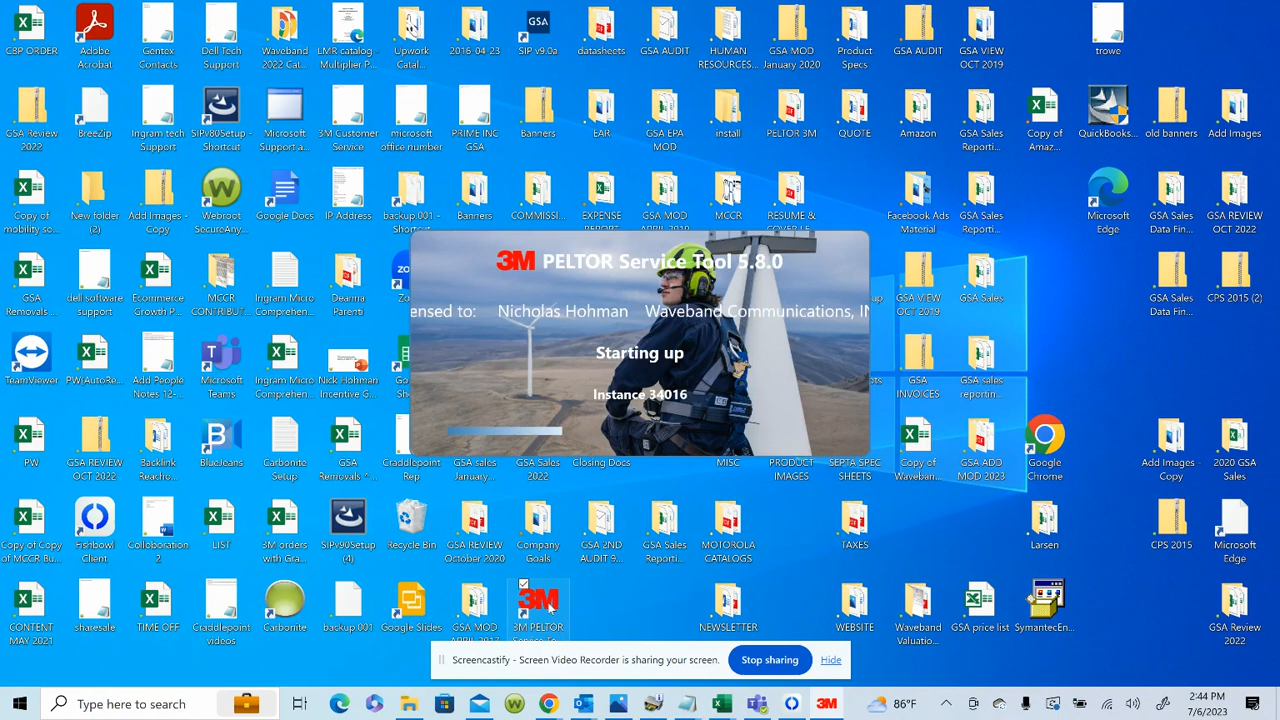 CBP ORDER
Adobe
Acrobat
Gentex
Contacts
Dell Tech
Support
Waveband
2022 Cat...
LMR catalog -
Multiplier P...
Upwork
Catal...
2016-04-23
GSA
SIP v9.0a
datasheets
GSA AUDIT
HUMAN
RESOURCES...
GSA MOD
January 2020
Product
Specs
GSA AUDIT
GSA VIEW
OCT 2019
trowe
GSA Review
2022
BreeZip
Ingram tech
Support
SIPv80Setup -
Shortcut
Microsoft
Support a...
3M Customer
Service
microsoft
office number
PRIME INC
GSA
Banners
EAR
GSA EPA
MOD
install
PELTOR 3M
QUOTE
Amazon
GSA Sales
Reporti...
Copy of
Amaz...
QuickBooks...
old banners
Add Images
Copy of
mobility so...
New folder
(2)
Add Images -
Copy
Webroot
SecureAny...
Google Docs
IP Address
backup.001 -
Shortcut
Banners
COMMISSI...
EXPENSE
REPORT
GSA MOD
APRIL 2019
MCCR
RESUME &
COVER LE...
Facebook Ads
Material
GSA Sales
Reporti...
Microsoft
Edge
GSA Sales
Data Fin...
GSA REVIEW
OCT 2022
3M PELTOR Service Tool 5.8.0
ensed to: Nicholas Hohman Waveband Communications, IN
Starting up
Instance 34016
GSA
Removals ...
dell software
support
Ecommerce
Growth P...
MCCR
CONTRIBUT...
Ingram Micro
Comprehen...
Deanna
Parenti
GSA VIEW
OCT 2019
GSA Sales
GSA Sales
Data Fin...
CPS 2015 (2)
TeamViewer
PW(AutoRe...
Add People
Notes 12-...
Microsoft
Teams
Ingram Micro
Comprehen...
Nick Hohman
Incentive G...
GSA
INVOICES
GSA sales
reportin...
PW
GSA REVIEW
OCT 2022
Backlink
Reacho...
BlueJeans
Carbonite
Setup
GSA
Removals ^...
Craddlepoint
Rep
GSA sales
January...
GSA Sales
2022
Closing Docs
MISC
PRODUCT
IMAGES
SEPTA SPEC
SHEETS
Copy of
Waveban...
GSA ADD
MOD 2023
Google
Chrome
Add Images -
Copy
2020 GSA
Sales
Copy of Copy
of MCCR Bu...
Fishbowl
Client
Colleboration
2
LIST
3M orders
with Gra...
SIPv90Setup
(4)
Recycle Bin
GSA REVIEW
October 2020
Company
Goals
GSA 2ND
AUDIT 9...
GSA Sales
Reporti...
MOTOROLA
CATALOGS
TAXES
Larsen
CPS 2015
Microsoft
Edge
CONTENT
MAY 2021
sharesale
TIME OFF
Craddlepoint
videos
Carbonite
backup 001
Google Slides
GSA MOD
APRIL 2017
3M
3M PELTOR
Service To...
NEWSLETTER
WEBSITE
Waveband
Valuatio...
GSA price list
SymantecEn...
GSA Review
2022
Screencastify - Screen Video Recorder is sharing your screen.
Stop sharing
Hide
Type here to search
3M
86°F
2:44 PM
7/6/2023